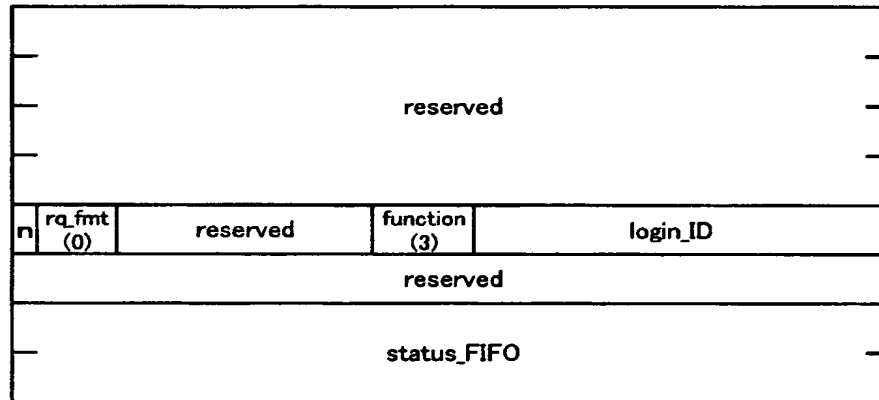 reserved
n rq_fmt (0) reserved function (3) login_ID
reserved
status_FIFO